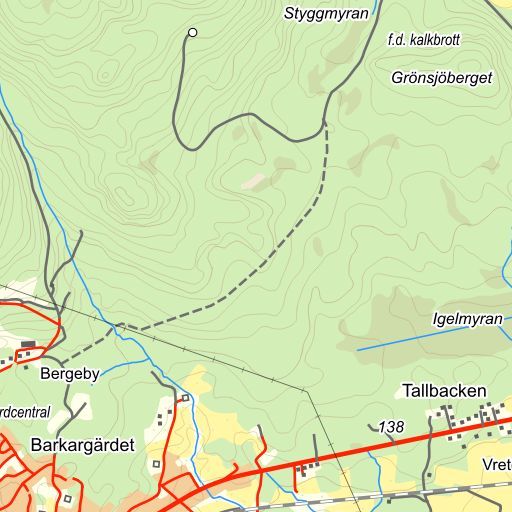 Styggmyran
f.d. kalkbrott
Grönsjöberget
Igelmyran
Bergeby
Tallbacken
rdcentral
138
Barkargärdet
Vret